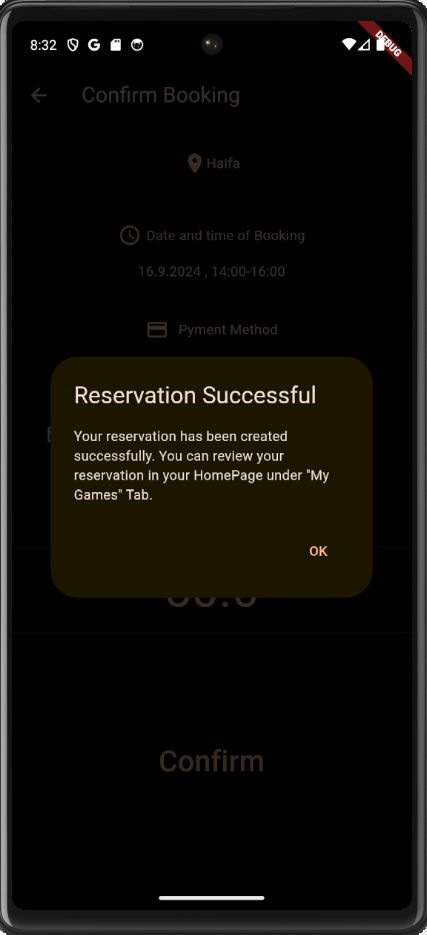 8:32
DEBUG
Confirm Booking
Haifa
Date and time of Booking
16.9.2024 , 14:00-16:00
Pyment Method
Reservation Successful
Your reservation has been created
successfully. You can review your
reservation in your HomePage under "My
Games" Tab.
OK
Confirm